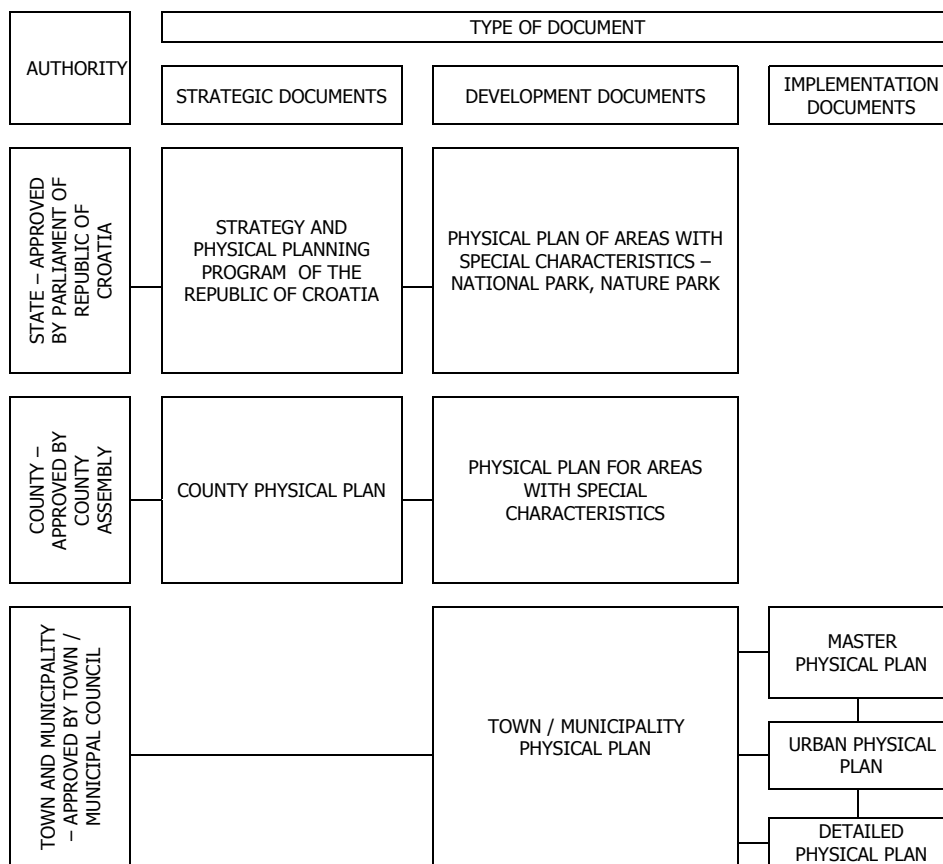 TYPE OF DOCUMENT
AUTHORITY
STRATEGIC DOCUMENTS
DEVELOPMENT DOCUMENTS
IMPLEMENTATION
DOCUMENTS
STATE – APPROVED
BY PARLIAMENT OF
REPUBLIC OF
CROATIA
STRATEGY AND
PHYSICAL PLANNING
PROGRAM OF THE
REPUBLIC OF CROATIA
PHYSICAL PLAN OF AREAS WITH
SPECIAL CHARACTERISTICS –
NATIONAL PARK, NATURE PARK
COUNTY –
APPROVED BY
COUNTY
ASSEMBLY
COUNTY PHYSICAL PLAN
PHYSICAL PLAN FOR AREAS
WITH SPECIAL
CHARACTERISTICS
TOWN AND MUNICIPALITY
– APPROVED BY TOWN /
MUNICIPAL COUNCIL
TOWN / MUNICIPALITY
PHYSICAL PLAN
MASTER
PHYSICAL PLAN
URBAN PHYSICAL
PLAN
DETAILED
PHYSICAL PLAN